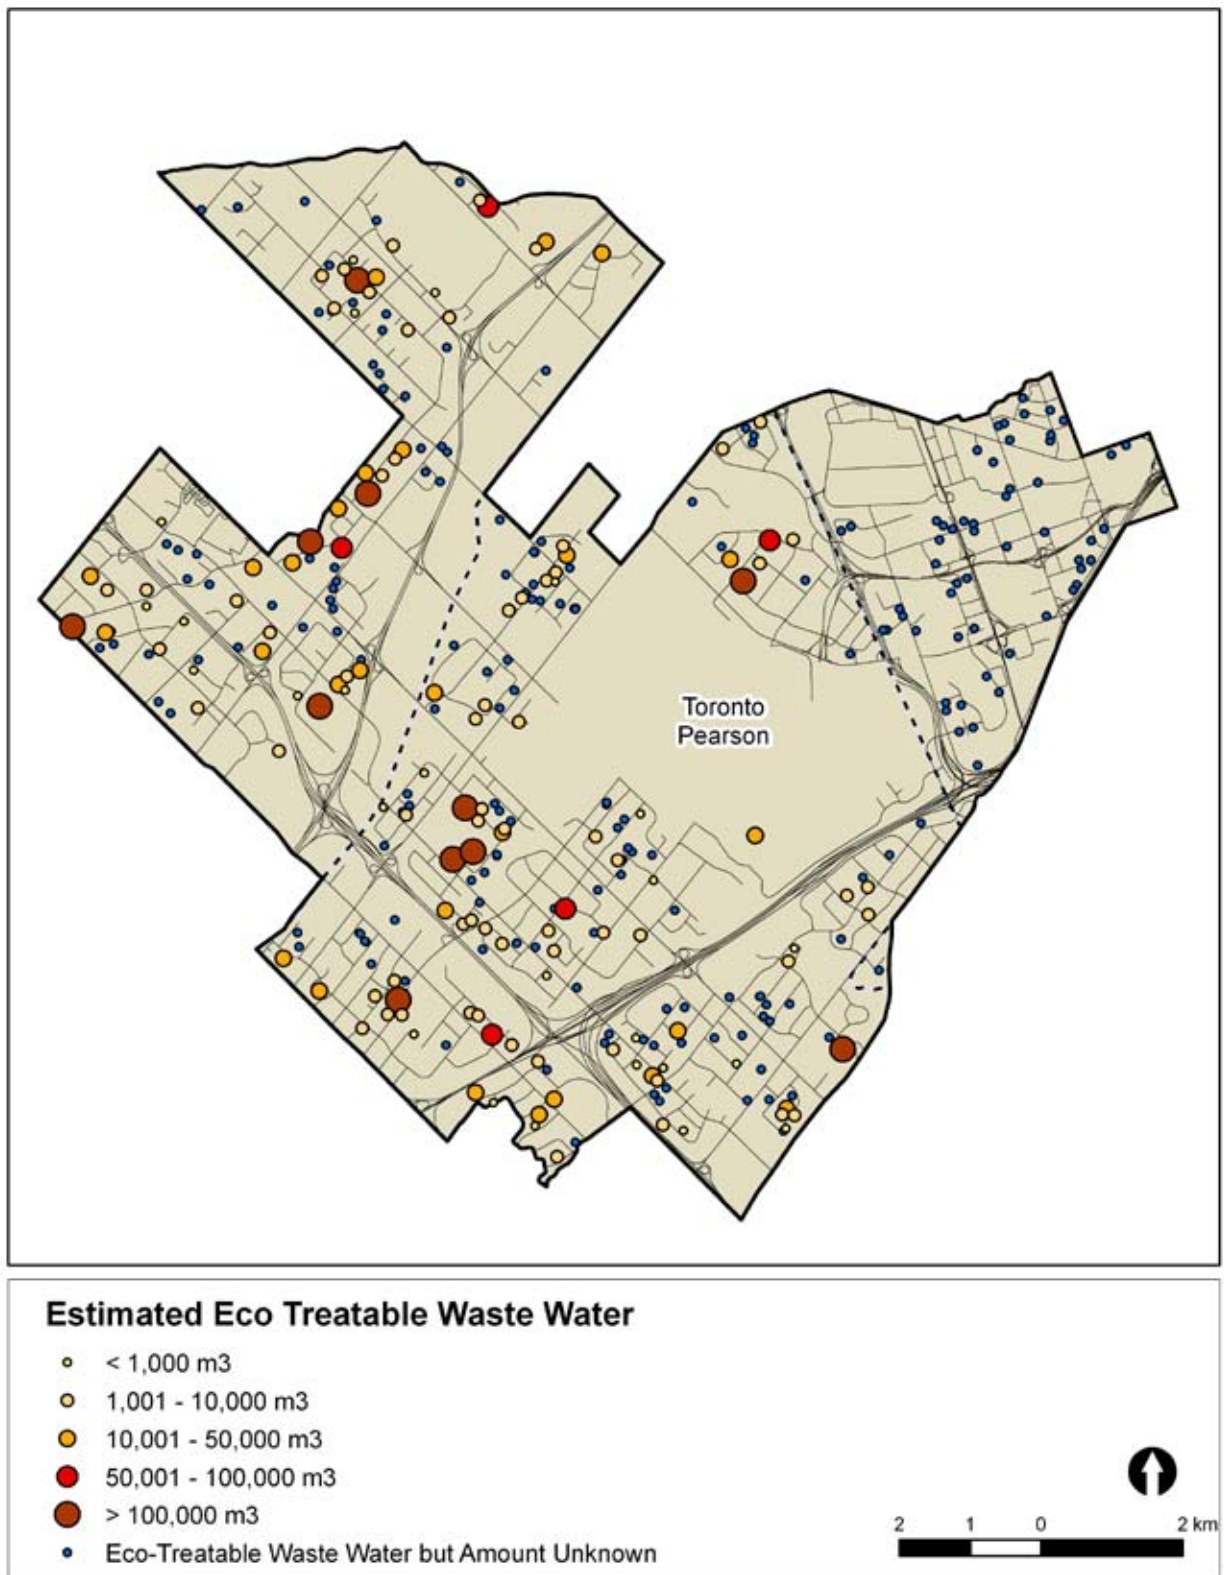 Toronto
Pearson
Estimated Eco Treatable Waste Water
< 1,000 m3
1,001 - 10,000 m3
10,001 - 50,000 m3
50,001 - 100,000 m3
> 100,000 m3
Eco-Treatable Waste Water but Amount Unknown
2 1 0 2 km